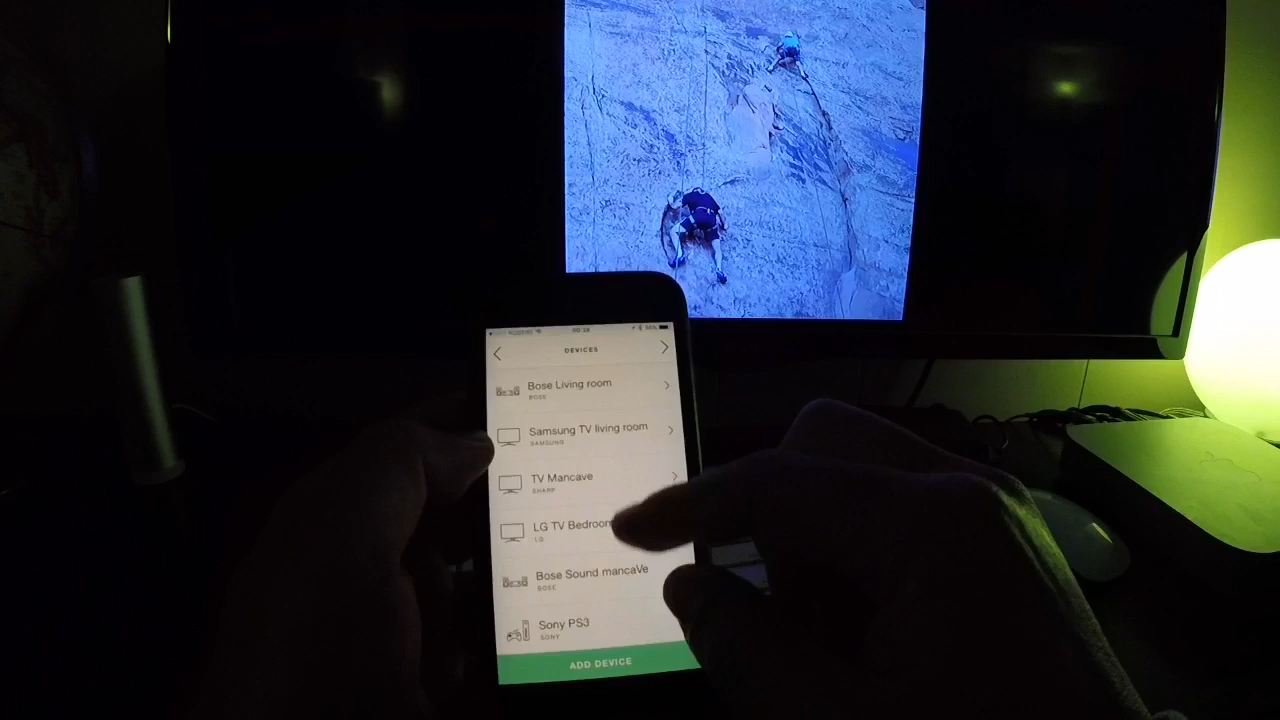 ROGERS
DEVICES
Bose Living room
BOSE
Samsung TV living room
SAMSUNG
TV Mancave
SHARP
LG TV Bedroom
LG
Bose Sound mancaVe
BOSE
Sony PS3
SONY
ADD DEVICE